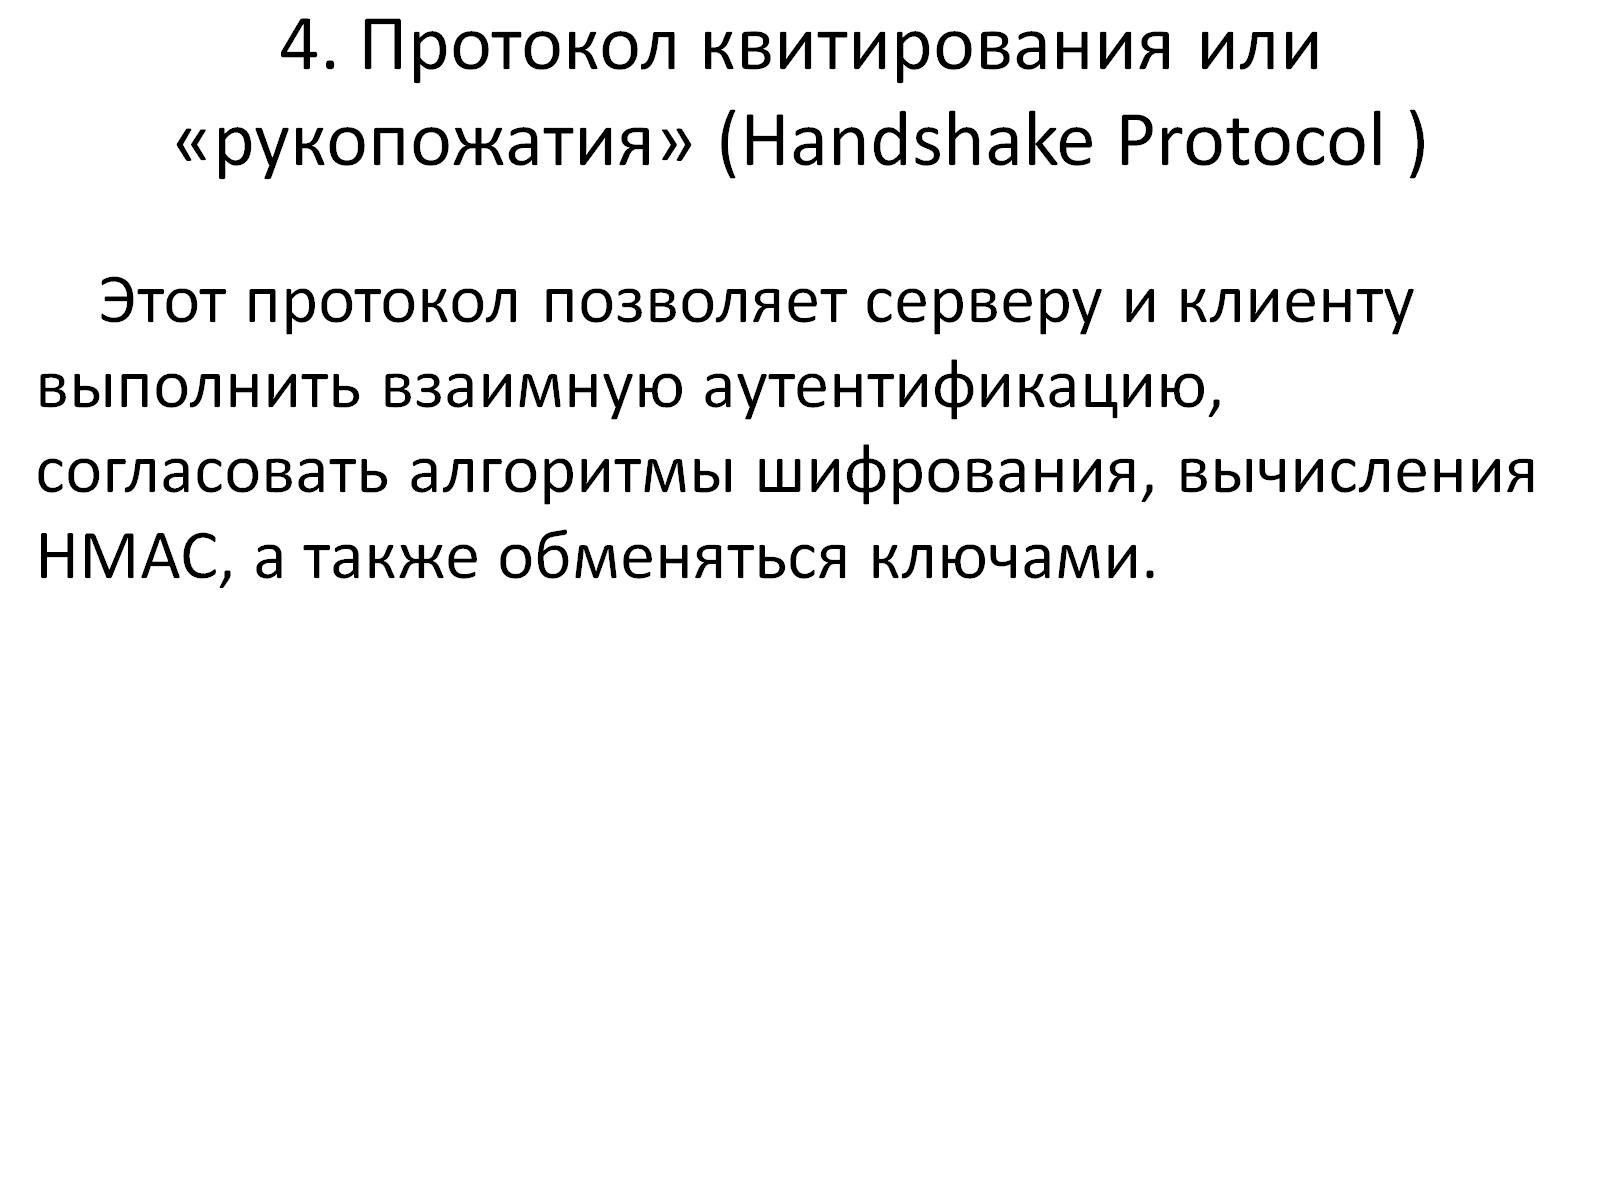 4. Протокол квитирования или
«рукопожатия» (Handshake Protocol )
Этот протокол позволяет серверу и клиенту
выполнить взаимную аутентификацию,
согласовать алгоритмы шифрования, вычисления
HMAC, а также обменяться ключами.